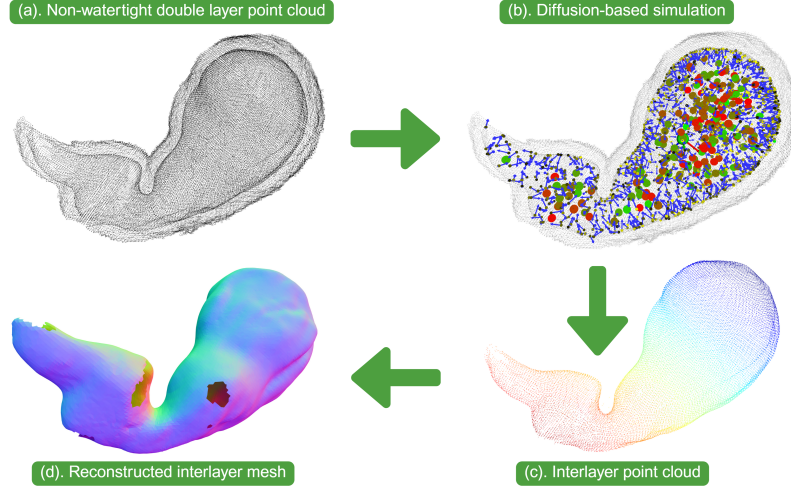 (a). Non-watertight double layer point cloud
(b). Diffusion-based simulation
(d). Reconstructed interlayer mesh
(c). Interlayer point cloud